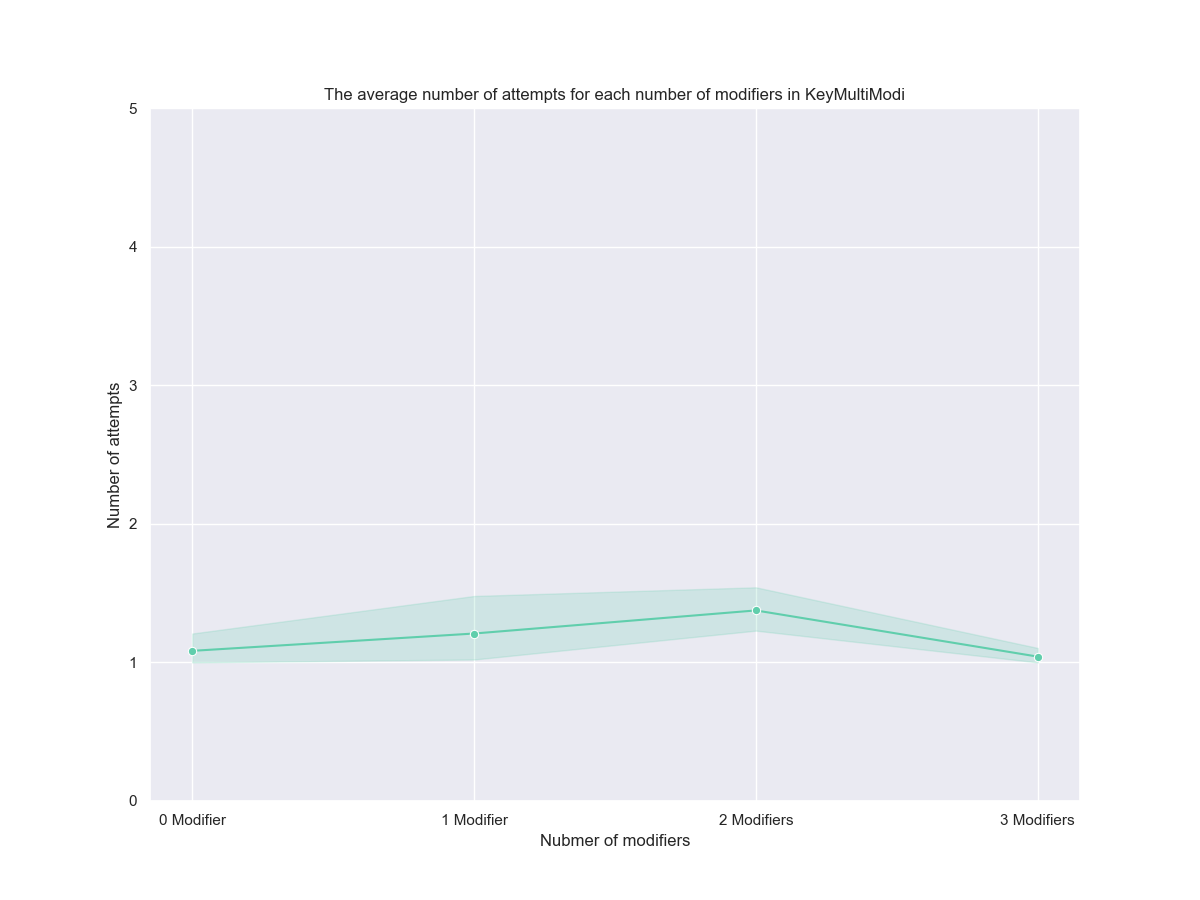 The average number of attempts for each number of modifiers in KeyMultiModi
5
4
3
2
1
0
Number of attempts
0 Modifier
1 Modifier
2 Modifiers
3 Modifiers
Nubmer of modifiers